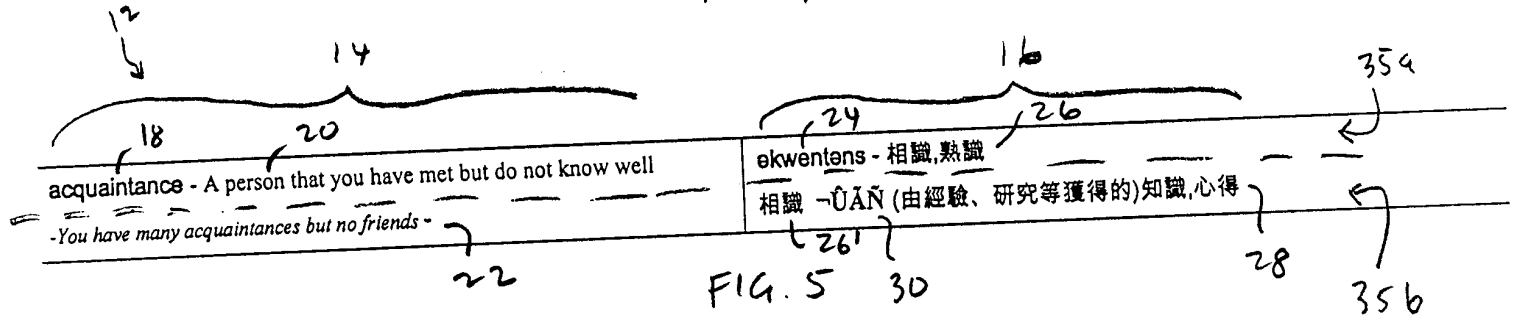 12
14
16
35a
18 20
24 26
acquaintance - A person that you have met but do not know well
əkwentəns - 相識,熟識
-You have many acquaintances but no friends -
相識 ¬ÛÃÑ (由經驗、研究等獲得的)知識,心得
22
26' 30
28
FIG. 5
35b